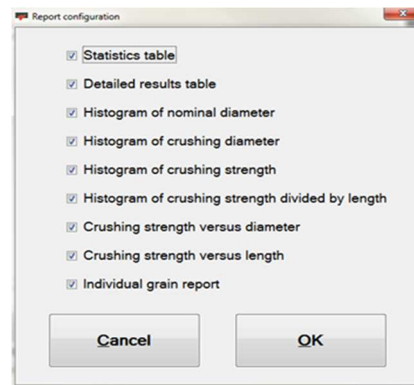 Report configuration
Statistics table
Detailed results table
Histogram of nominal diameter
Histogram of crushing diameter
Histogram of crushing strength
Histogram of crushing strength divided by length
Crushing strength versus diameter
Crushing strength versus length
Individual grain report
Cancel OK